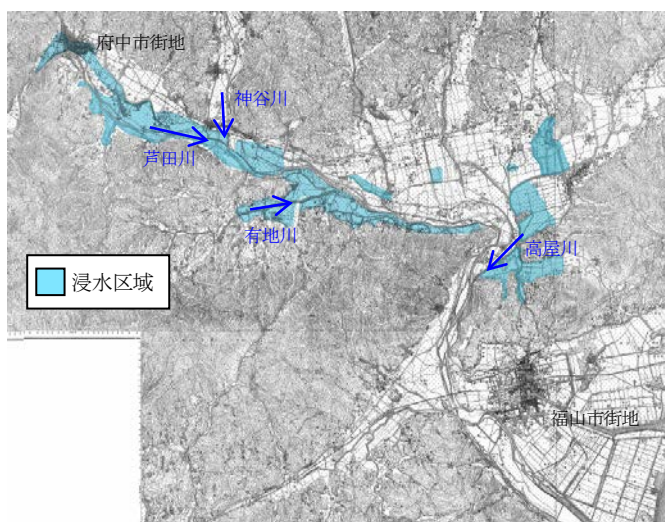 府中市街地
神谷川
芦田川
有地川
高屋川
浸水区域
福山市街地